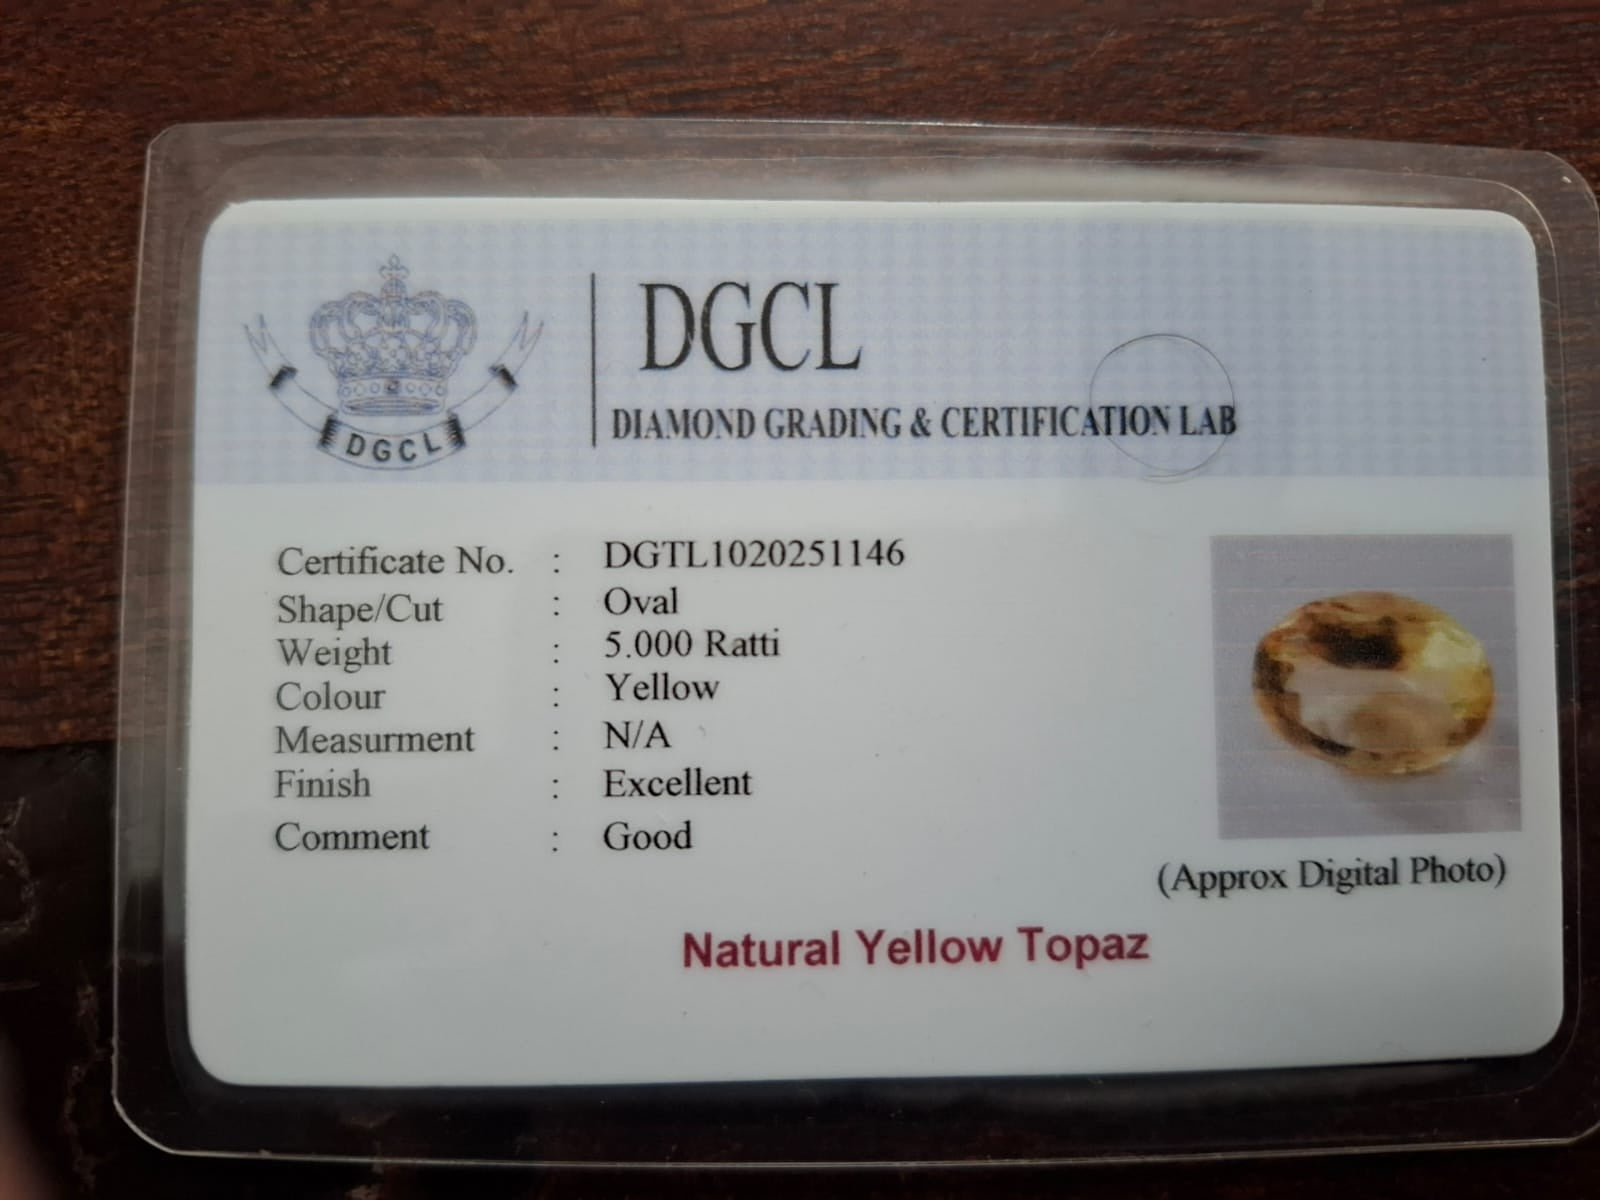 DGCL
DGCL
DIAMOND GRADING & CERTIFICATION LAB
Certificate No. : DGTL1020251146
Shape/Cut : Oval
Weight : 5.000 Ratti
Colour : Yellow
Measurment : N/A
Finish : Excellent
Comment : Good
(Approx Digital Photo)
Natural Yellow Topaz